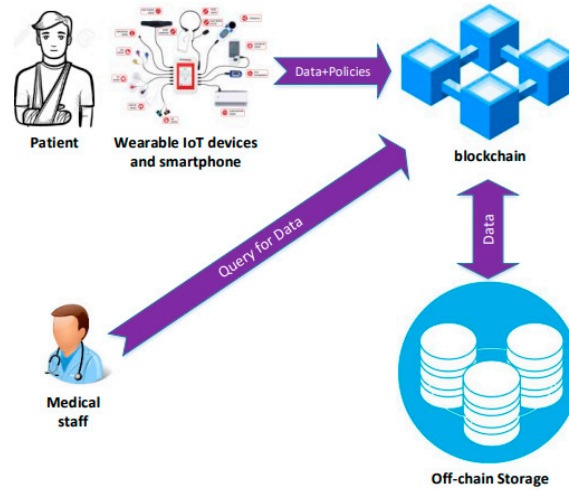 Data+Policies
Patient
Wearable IoT devices
and smartphone
blockchain
Query for Data
Data
Medical
staff
Off-chain Storage